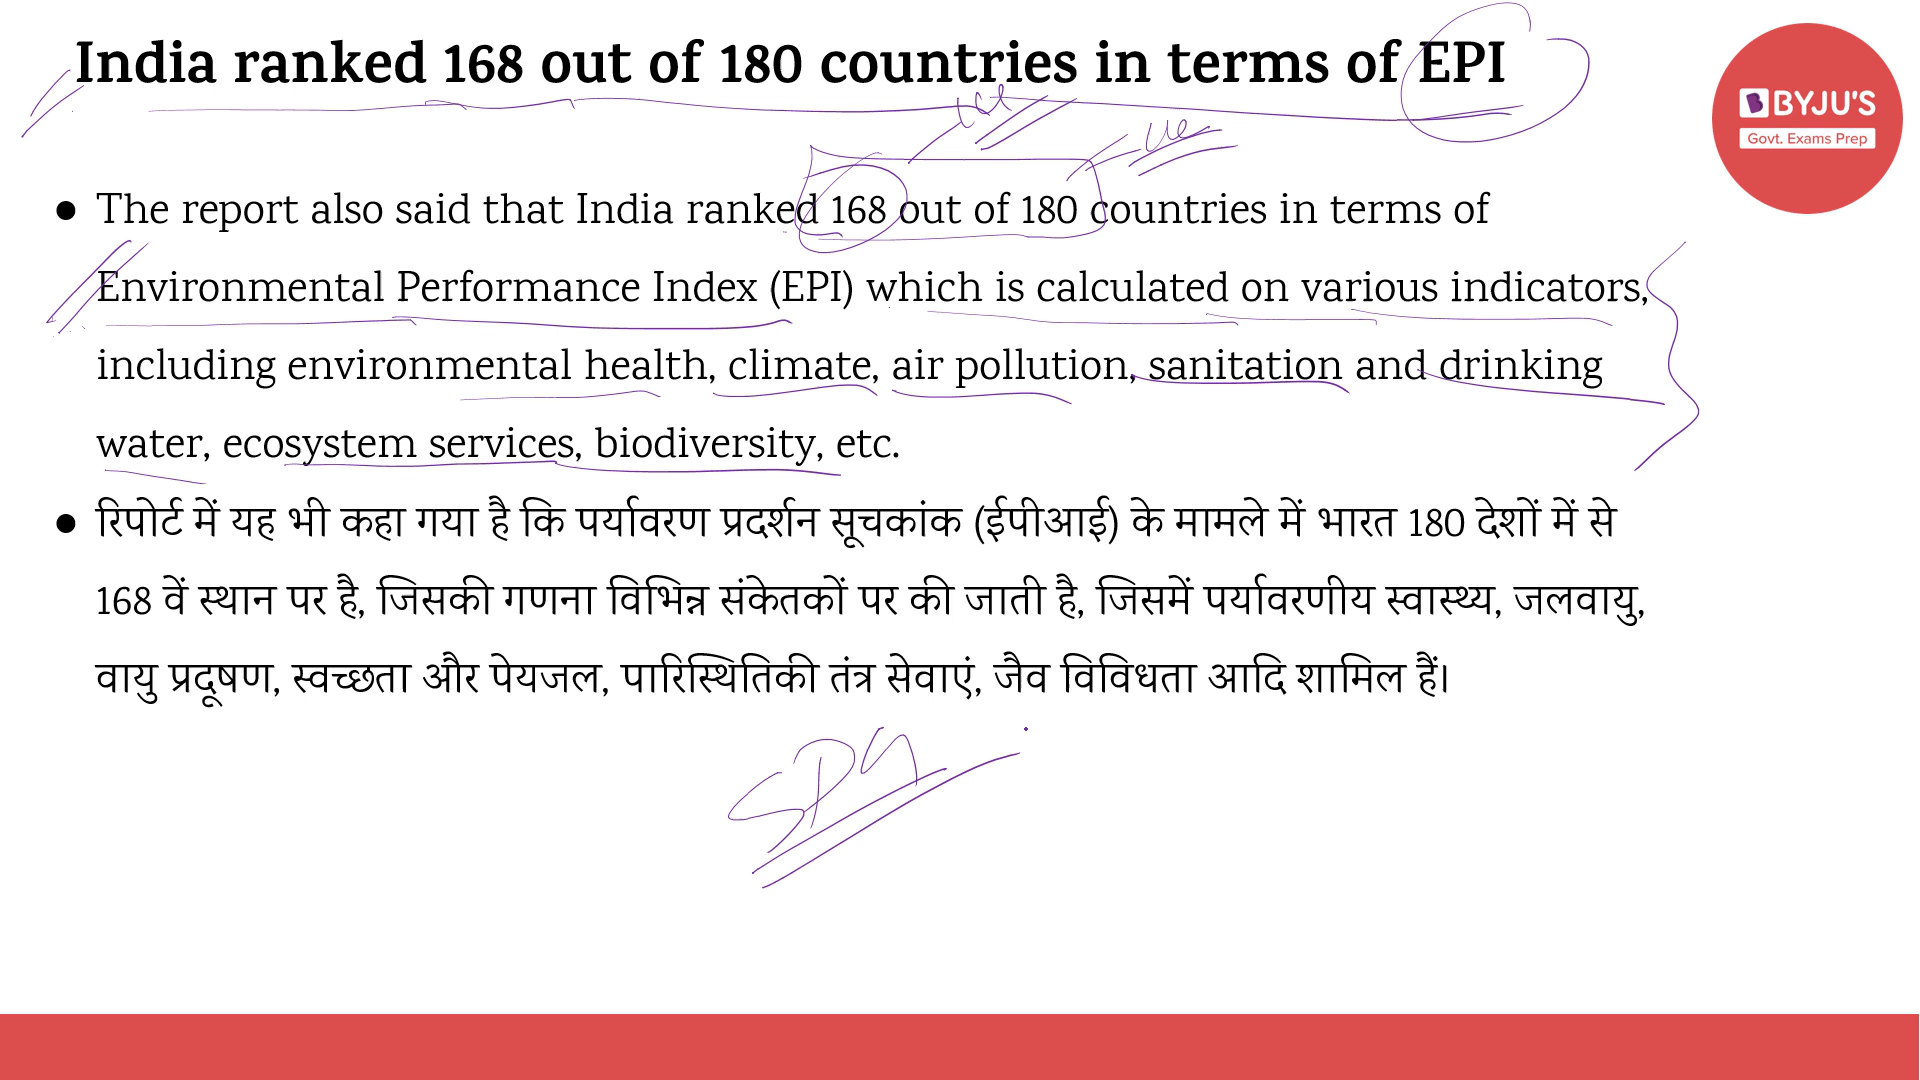 India ranked 168 out of 180 countries in terms of EPI
BYJU'S
Govt. Exams Prep
● The report also said that India ranked 168 out of 180 countries in terms of
Environmental Performance Index (EPI) which is calculated on various indicators,
including environmental health, climate, air pollution, sanitation and drinking
water, ecosystem services, biodiversity, etc.
● रिपोर्ट में यह भी कहा गया है कि पर्यावरण प्रदर्शन सूचकांक (ईपीआई) के मामले में भारत 180 देशों में से
168 वें स्थान पर है, जिसकी गणना विभिन्न संकेतकों पर की जाती है, जिसमें पर्यावरणीय स्वास्थ्य, जलवायु,
वायु प्रदूषण, स्वच्छता और पेयजल, पारिस्थितिकी तंत्र सेवाएं, जैव विविधता आदि शामिल हैं।